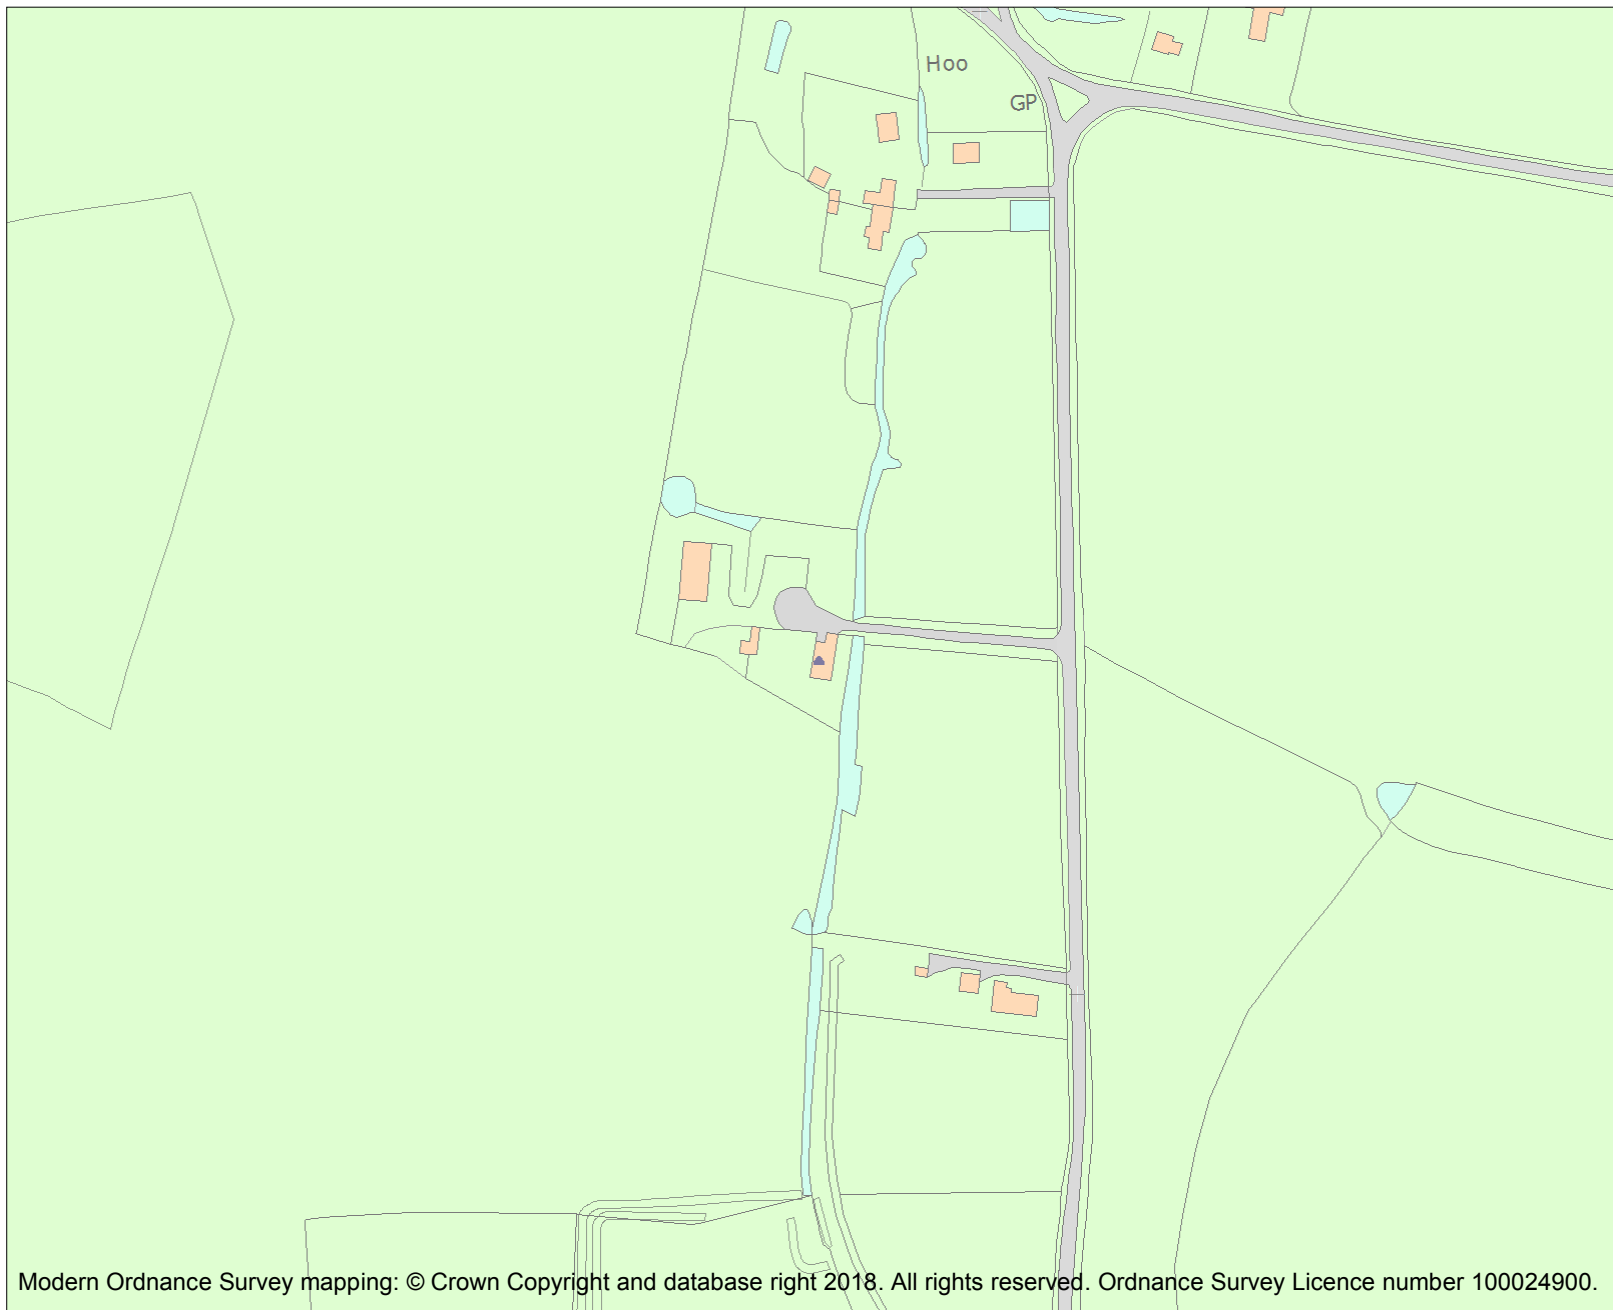 Hoo
GP
Modern Ordnance Survey mapping: © Crown Copyright and database right 2018. All rights reserved. Ordnance Survey Licence number 100024900.